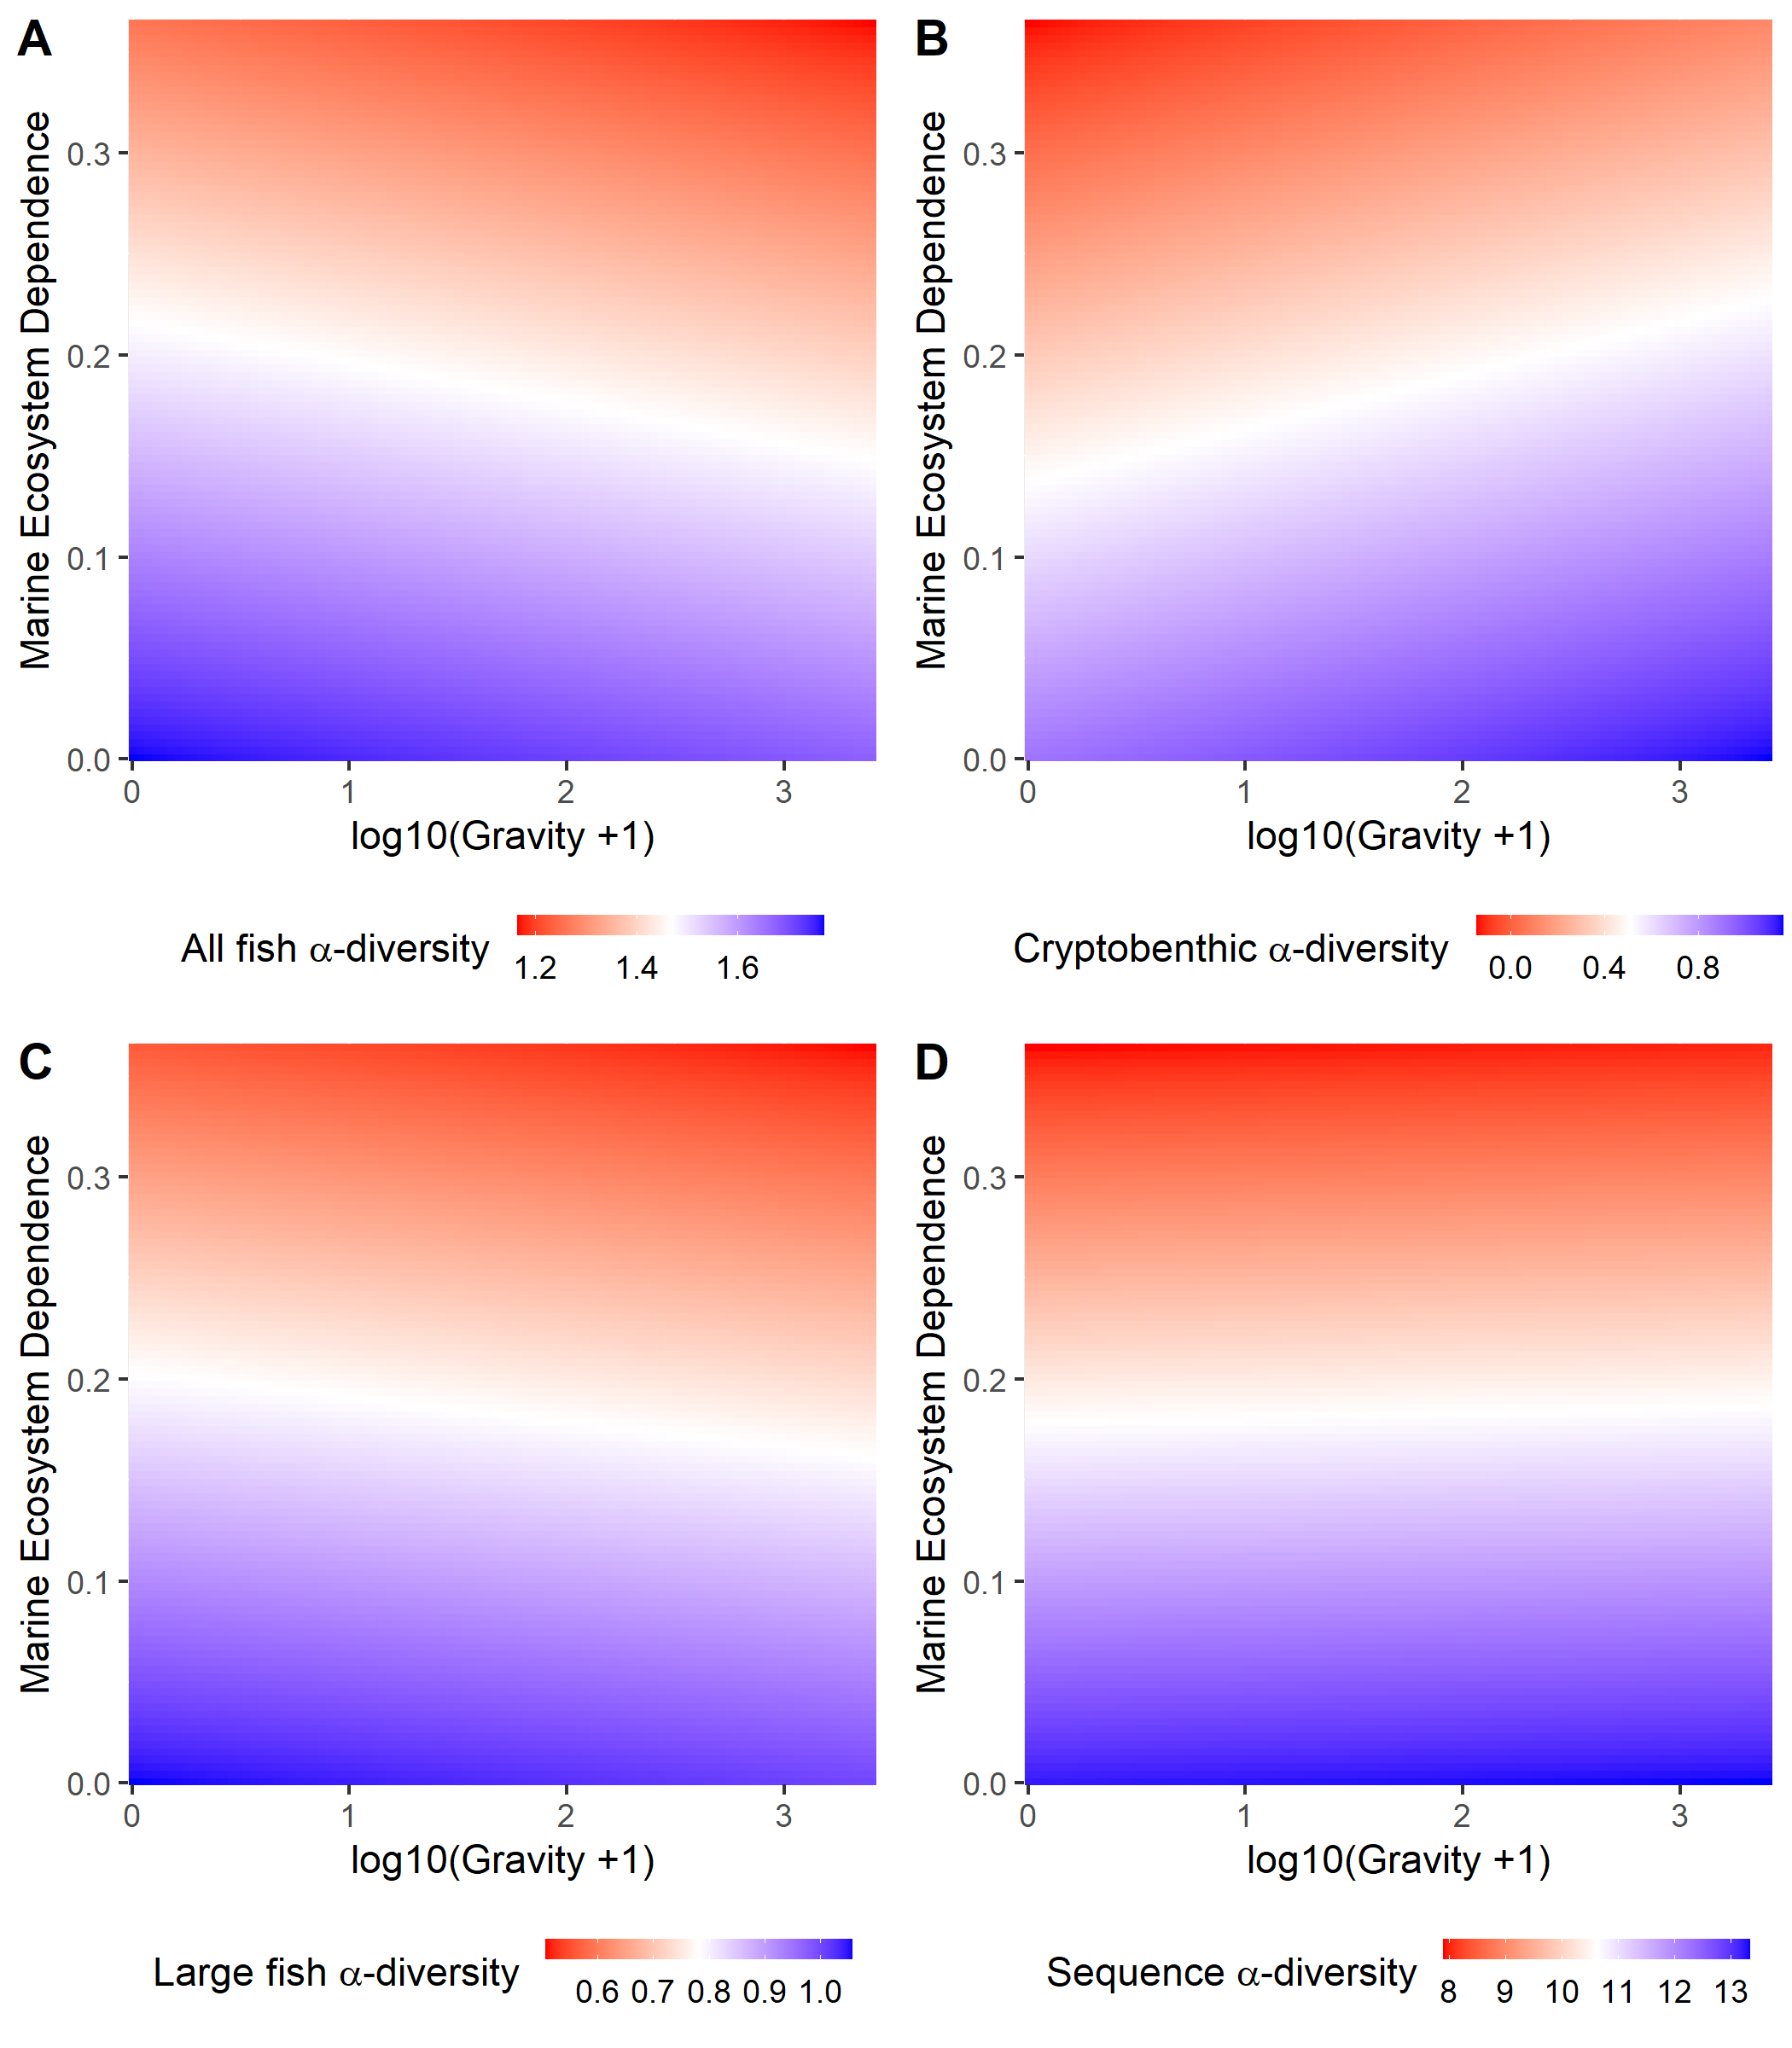 A
Marine Ecosystem Dependence
0.3
0.2
0.1
0.0
0 1 2 3
log10(Gravity +1)
All fish α-diversity
1.2 1.4 1.6
B
Marine Ecosystem Dependence
0.3
0.2
0.1
0.0
0 1 2 3
log10(Gravity +1)
Cryptobenthic α-diversity
0.0 0.4 0.8
C
Marine Ecosystem Dependence
0.3
0.2
0.1
0.0
0 1 2 3
log10(Gravity +1)
Large fish α-diversity
0.6 0.7 0.8 0.9 1.0
D
Marine Ecosystem Dependence
0.3
0.2
0.1
0.0
0 1 2 3
log10(Gravity +1)
Sequence α-diversity
8 9 10 11 12 13